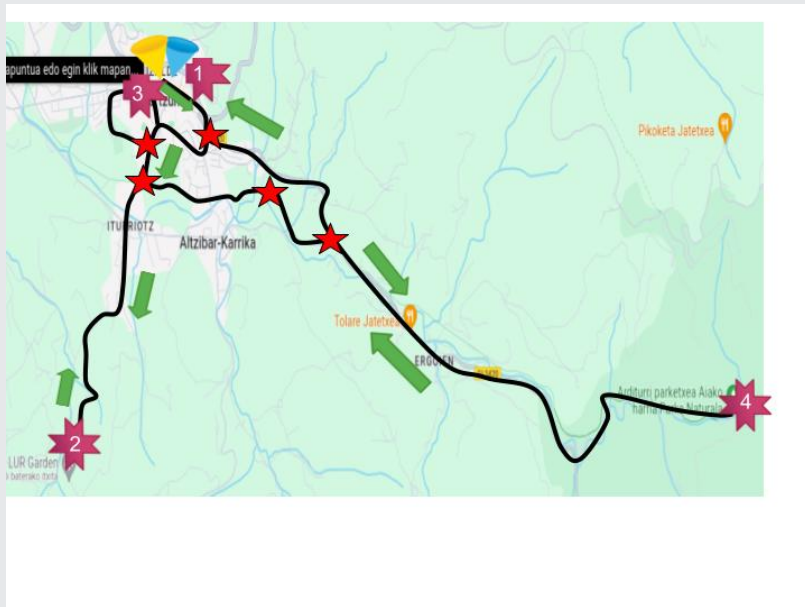 apuntua edo egin klik mapan...
1
3
Pikoketa Jatetxea
ITURRIOTZ
Altzibar-Karrika
Tolare Jatetxea
ERGOIEN
Arditurri parketxea Aiako
harria Parke Naturala
4
2
LUR Garden